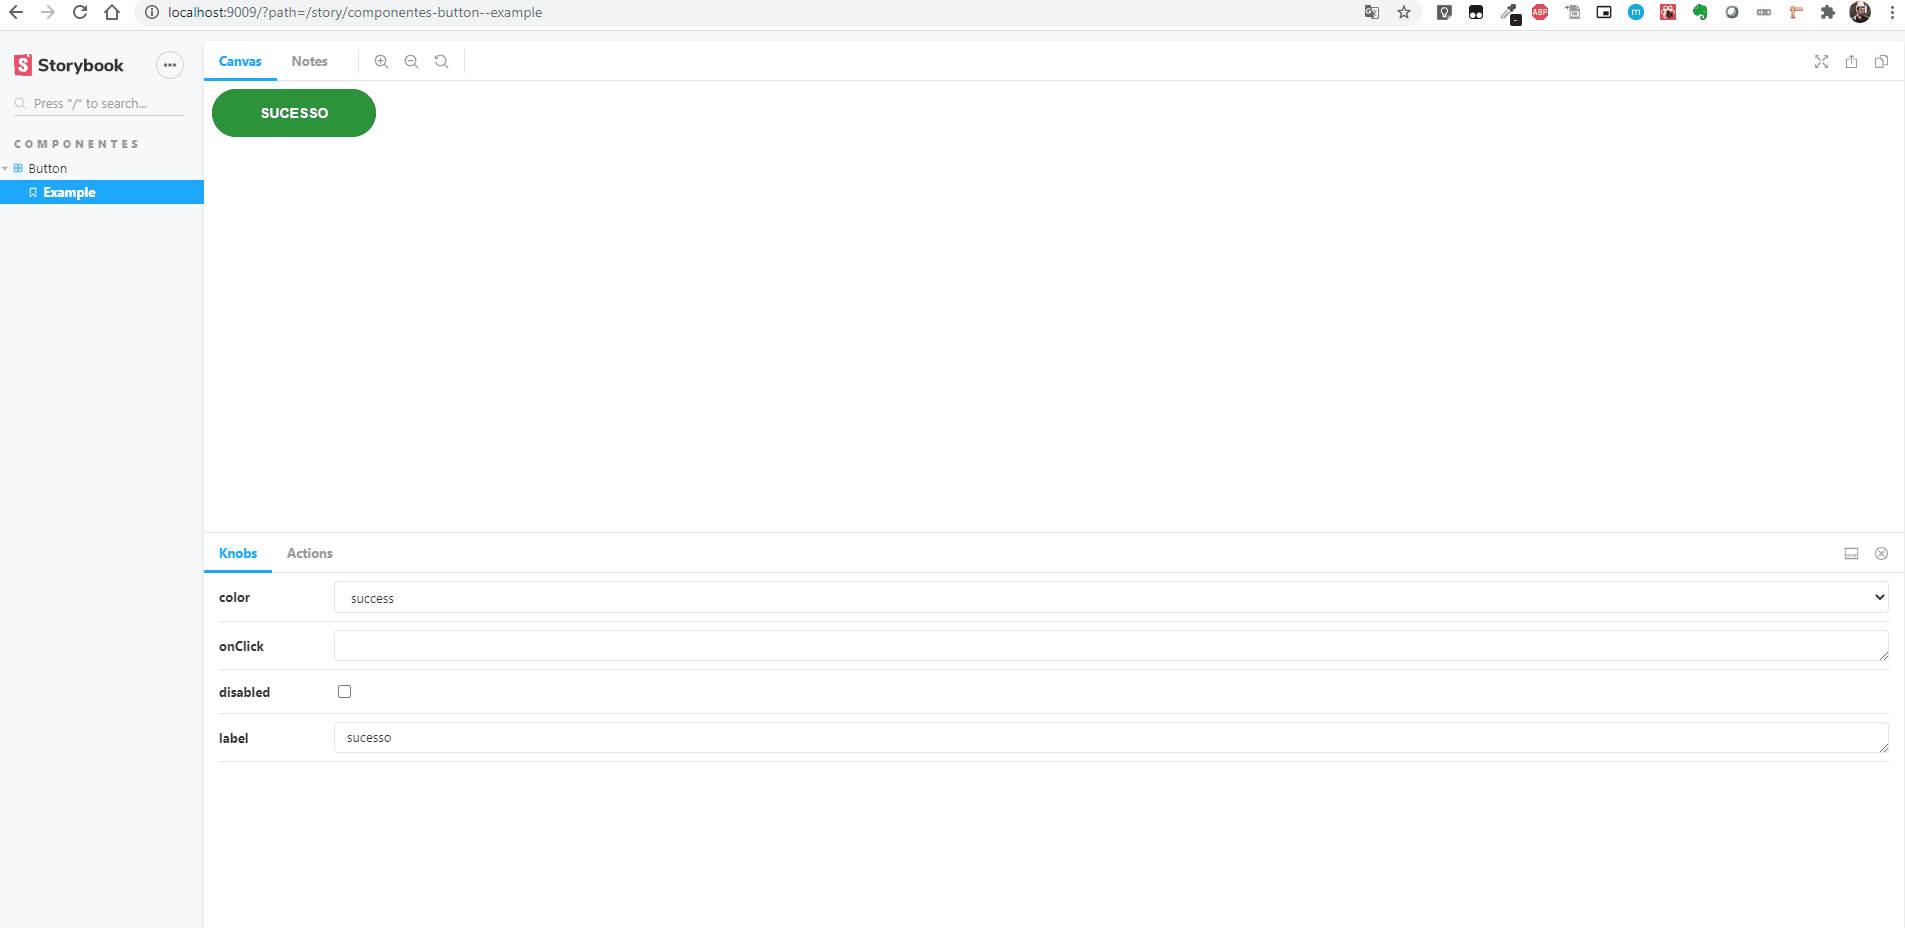 localhost:9009/?path=/story/componentes-button--example
ABP
m
Storybook
Press "/" to search...
COMPONENTES
Button
Example
Canvas
Notes
SUCESSO
Knobs
Actions
color
success
onClick
disabled
label
sucesso